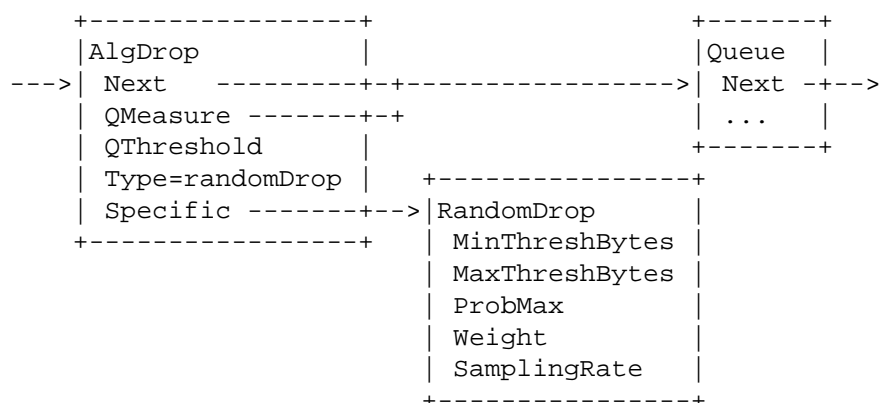 +-----------------+                    +-------+
    |AlgDrop          |                    |Queue  |
--->| Next  ----------+-+----------------->| Next -+-->
    | QMeasure -------+-+                  | ...   |
    | QThreshold      |                    +-------+
    | Type=randomDrop |   +----------------+
    | Specific -------+-->|RandomDrop      |
    +-----------------+   | MinThreshBytes |
                          | MaxThreshBytes |
                          | ProbMax        |
                          | Weight         |
                          | SamplingRate   |
                          +----------------+